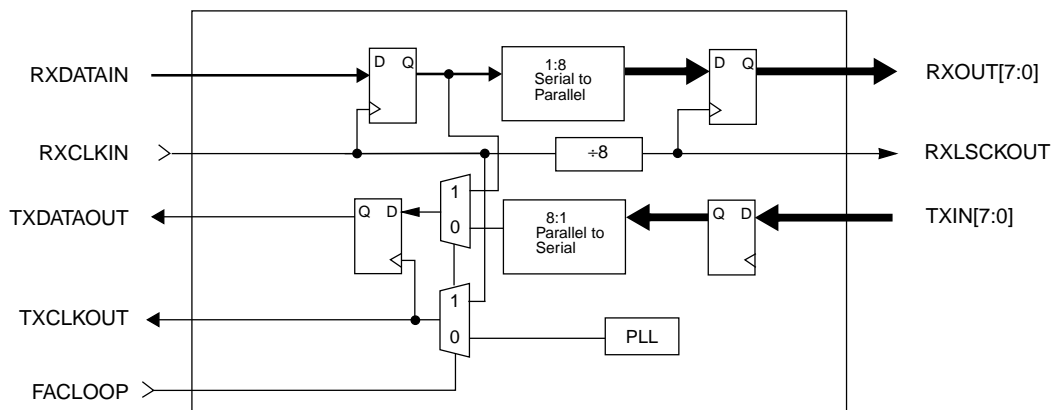 RXDATAIN
D Q
1:8
Serial to
Parallel
D Q
RXOUT[7:0]
RXCLKIN
÷8
RXLSCKOUT
TXDATAOUT
Q D
1
0
8:1
Parallel to
Serial
Q D
TXIN[7:0]
TXCLKOUT
1
0
PLL
FACLOOP